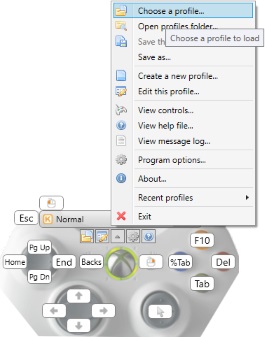 Choose a profile...
Open profiles folder...
Save th
Choose a profile to load
Save as...
Create a new profile...
Edit this profile...
View controls...
View help file...
View message log...
Program options...
About...
Recent profiles
Exit
Esc
K Normal
Pg Up
F10
Home
End
Backs
%Tab
Del
Pg Dn
Tab